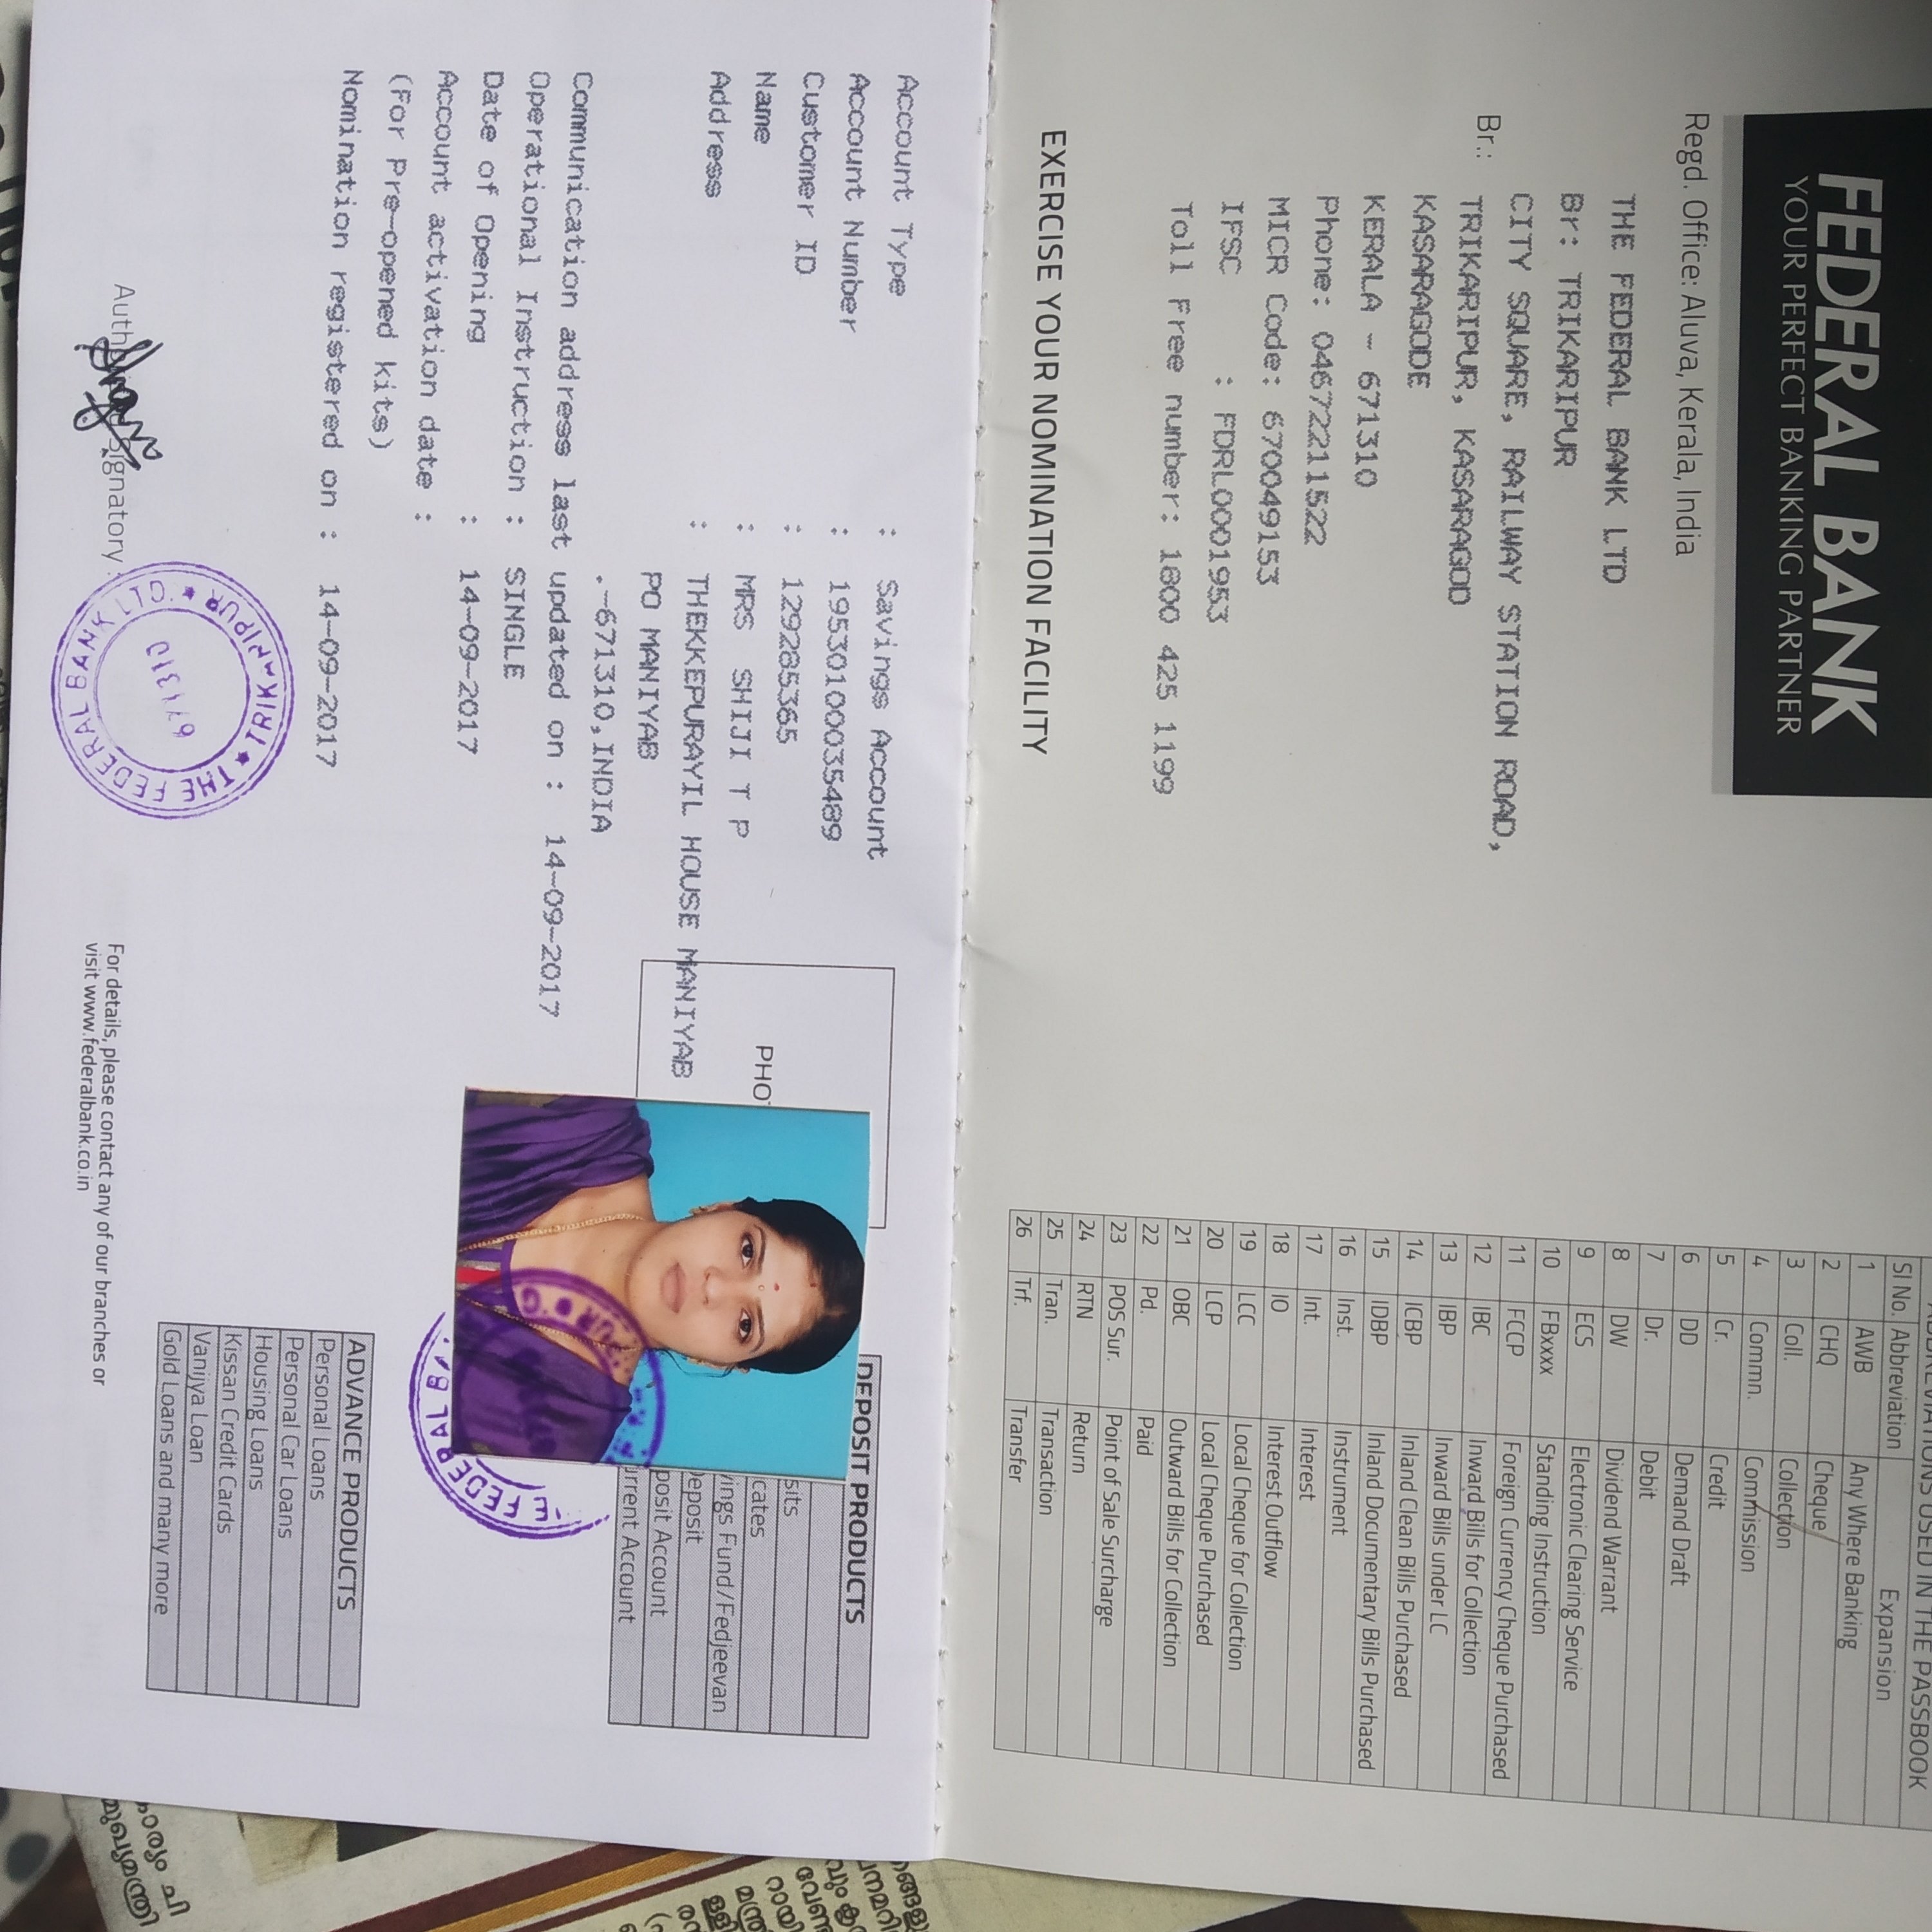 FEDERAL BANK
YOUR PERFECT BANKING PARTNER
Regd. Office: Aluva, Kerala, India
THE FEDERAL BANK LTD
Br: TRIKARIPUR
CITY SQUARE, RAILWAY STATION ROAD,
Br.: TRIKARIPUR, KASARAGOD
KASARAGODE
KERALA - 671310
Phone: 04672211522
MICR Code: 670049153
IFSC : FDRL0001953
Toll Free number: 1800 425 1199
EXERCISE YOUR NOMINATION FACILITY
USED IN THE PASSBOOK
Sl No. Abbreviation Expansion
1 AWB Any Where Banking
2 CHQ Cheque
3 Coll. Collection
4 Commn. Commission
5 Cr. Credit
6 DD Demand Draft
7 Dr. Debit
8 DW Dividend Warrant
9 ECS Electronic Clearing Service
10 FBxxxx Standing Instruction
11 FCCP Foreign Currency Cheque Purchased
12 IBC Inward Bills for Collection
13 IBP Inward Bills under LC
14 ICBP Inland Clean Bills Purchased
15 IDBP Inland Documentary Bills Purchased
16 Inst. Instrument
17 Int. Interest
18 IO Interest Outflow
19 LCC Local Cheque for Collection
20 LCP Local Cheque Purchased
21 OBC Outward Bills for Collection
22 Pd. Paid
23 POS Sur. Point of Sale Surcharge
24 RTN Return
25 Tran. Transaction
26 Trf. Transfer
Account Type : Savings Account
Account Number : 19530100035489
Customer ID : 129285365
Name : MRS SHIJI T P
Address : THEKKEPURAYIL HOUSE MANIYAB
PO MANIYAB
.-671310,INDIA
Communication address last updated on : 14-09-2017
Operational Instruction : SINGLE
Date of Opening : 14-09-2017
Account activation date :
(For Pre-opened kits)
Nomination registered on : 14-09-2017
PHO
DEPOSIT PRODUCTS
sits
cates
ings Fund/Fedjeevan
eposit
posit Account
urrent Account
ADVANCE PRODUCTS
Personal Loans
Personal Car Loans
Housing Loans
Kissan Credit Cards
Vanijya Loan
Gold Loans and many more
Signatory
THE FEDERAL BANK LTD. ★ TRIKARIPUR ★
671310
For details, please contact any of our branches or
visit www.federalbank.co.in